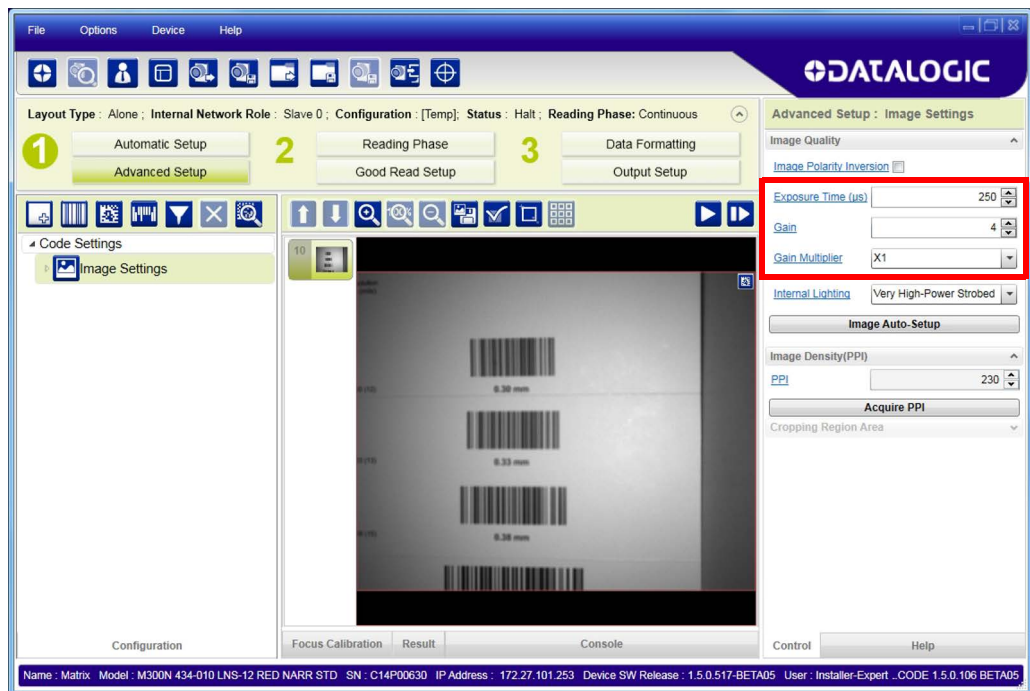 File Options Device Help
DATALOGIC
Layout Type : Alone ; Internal Network Role : Slave 0 ; Configuration : [Temp]; Status : Halt ; Reading Phase: Continuous
1 Automatic Setup
Advanced Setup
2 Reading Phase
Good Read Setup
3 Data Formatting
Output Setup
Code Settings
Image Settings
10
0.30 mm
0.33 mm
0.38 mm
Focus Calibration Result Console
Configuration
Advanced Setup : Image Settings
Image Quality
Image Polarity Inversion
Exposure Time (µs) 250
Gain 4
Gain Multiplier X1
Internal Lighting Very High-Power Strobed
Image Auto-Setup
Image Density(PPI)
PPI 230
Acquire PPI
Cropping Region Area
Control Help
Name : Matrix Model : M300N 434-010 LNS-12 RED NARR STD SN : C14P00630 IP Address : 172.27.101.253 Device SW Release : 1.5.0.517-BETA05 User : Installer-Expert ..CODE 1.5.0.106 BETA05